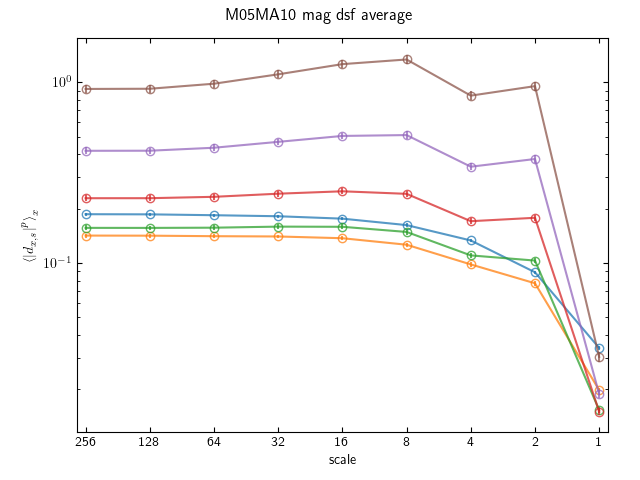 M05MA10 mag dsf average
⟨|d_{x,s}|^p⟩_x
10^0
10^{-1}
256 128 64 32 16 8 4 2 1
scale